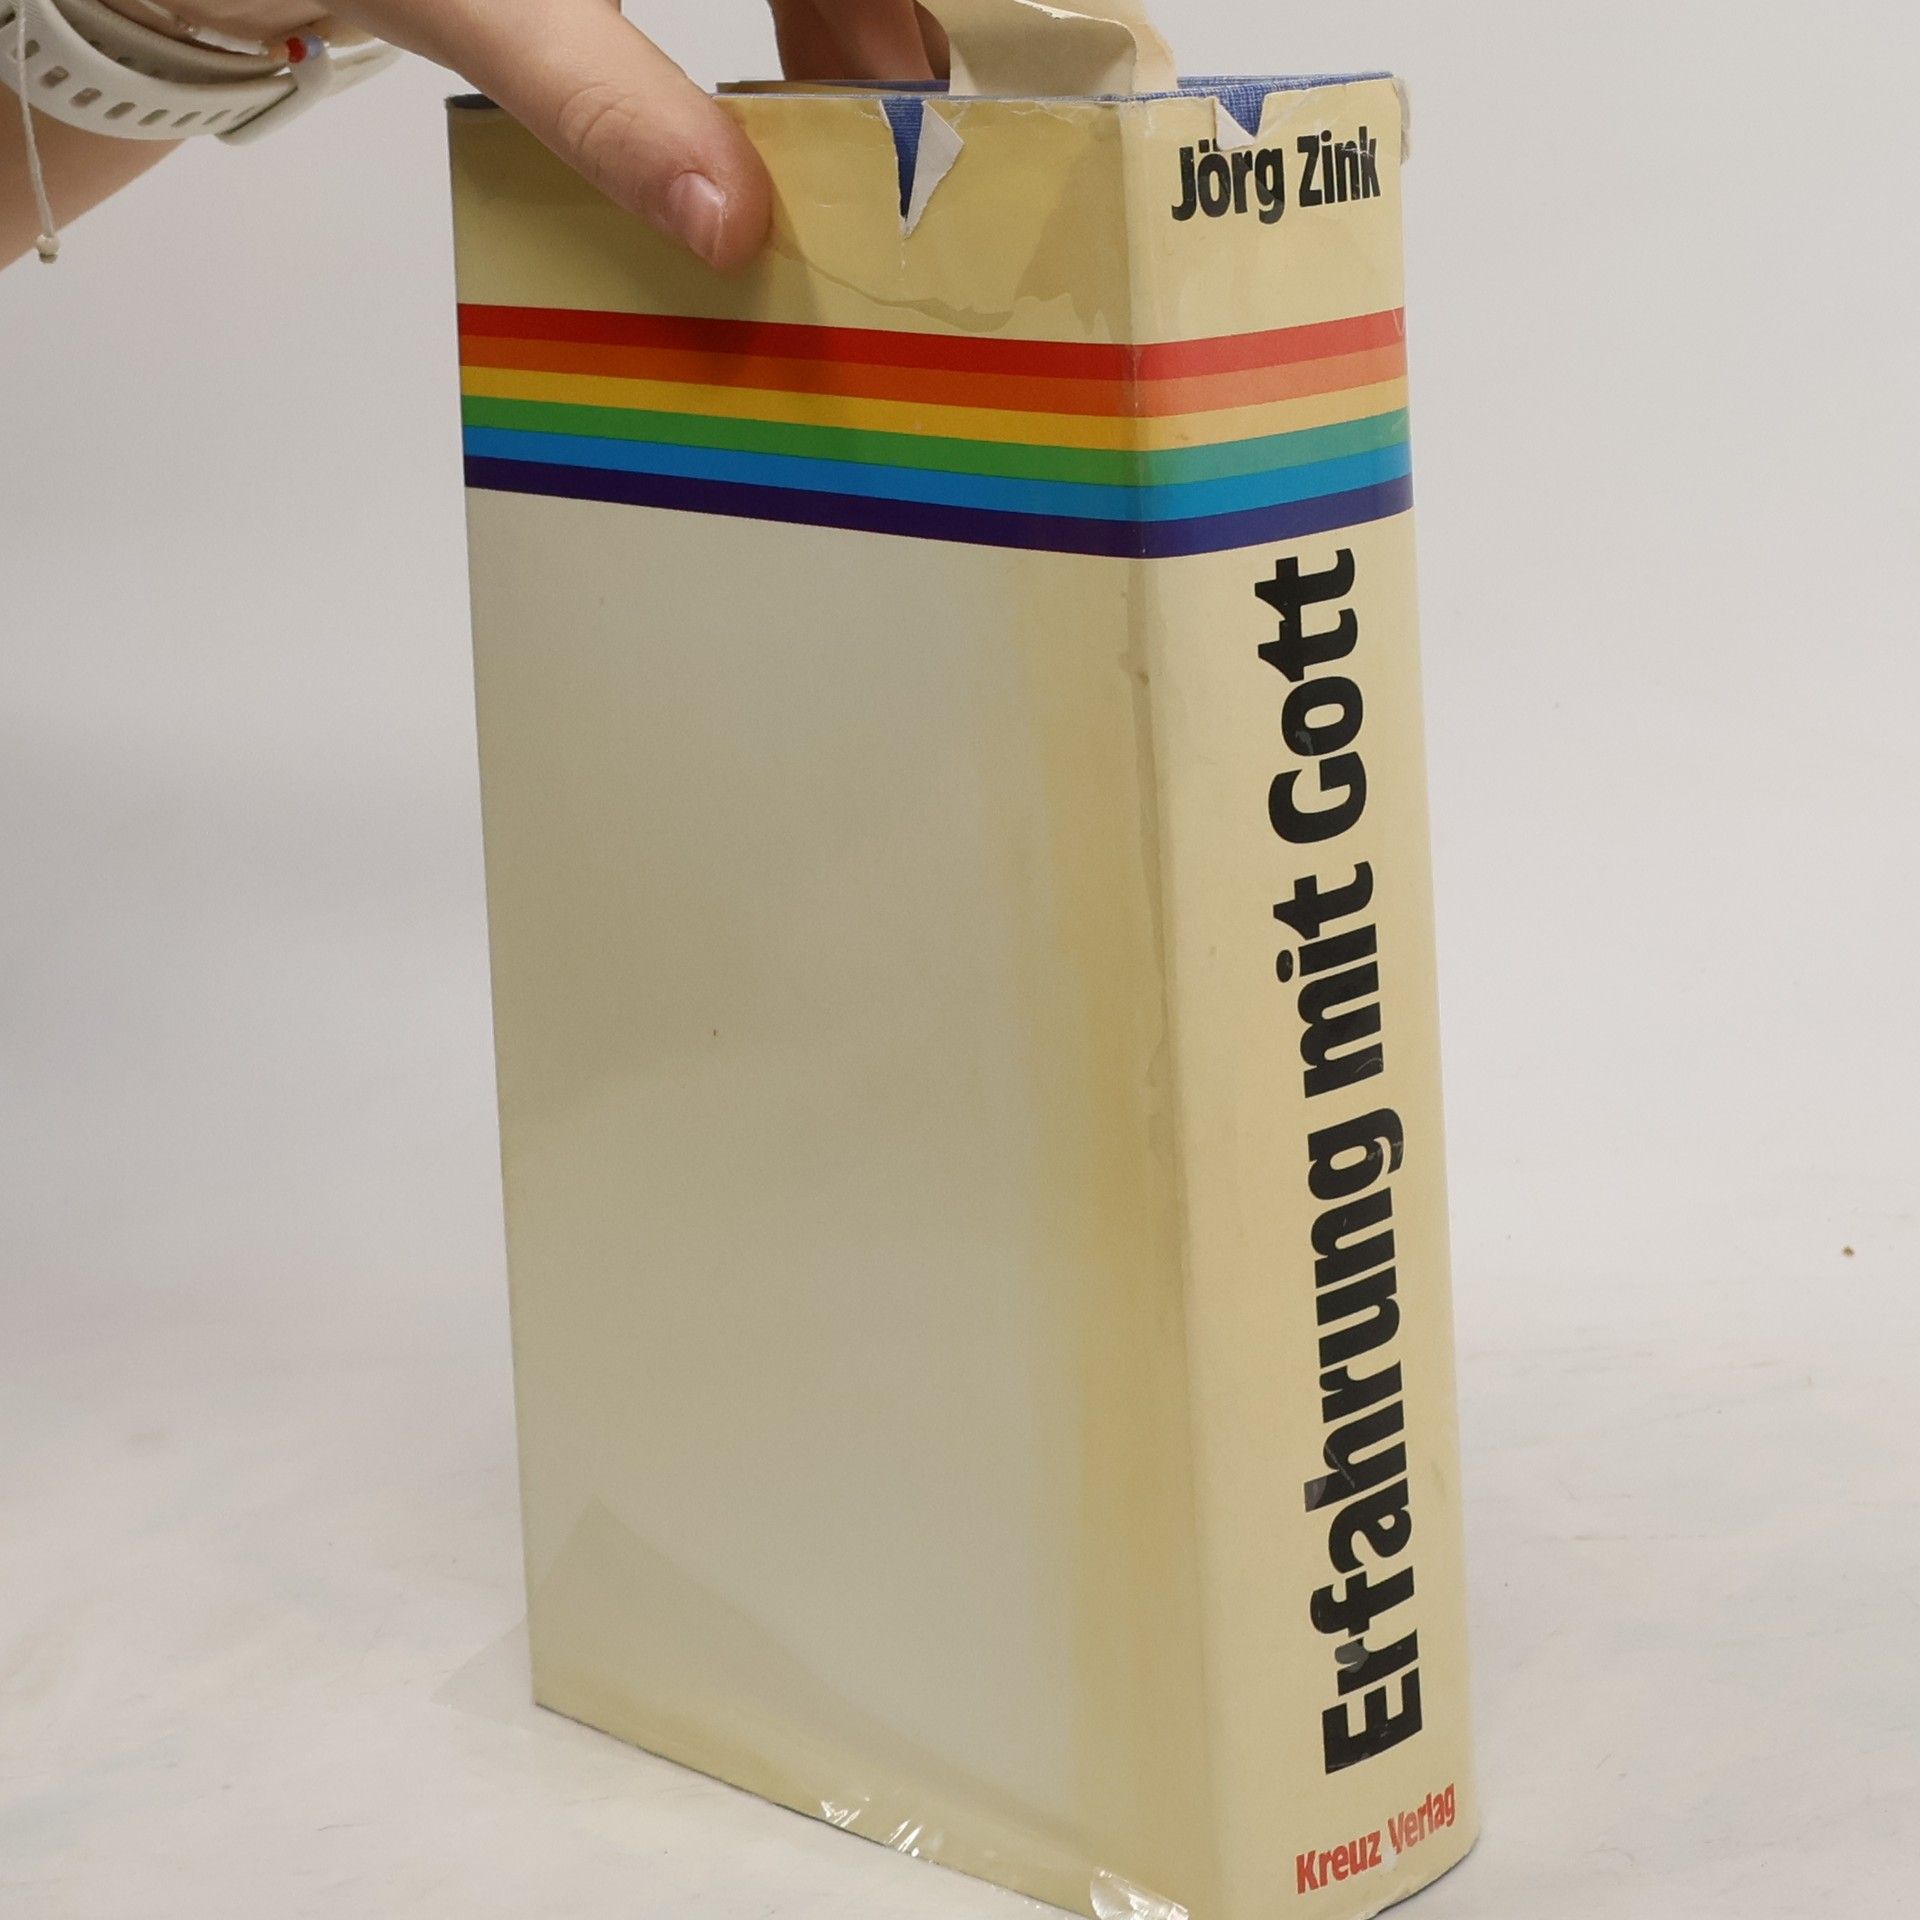 Jörg Zink
Erfahrung mit Gott
Kreuz Verlag